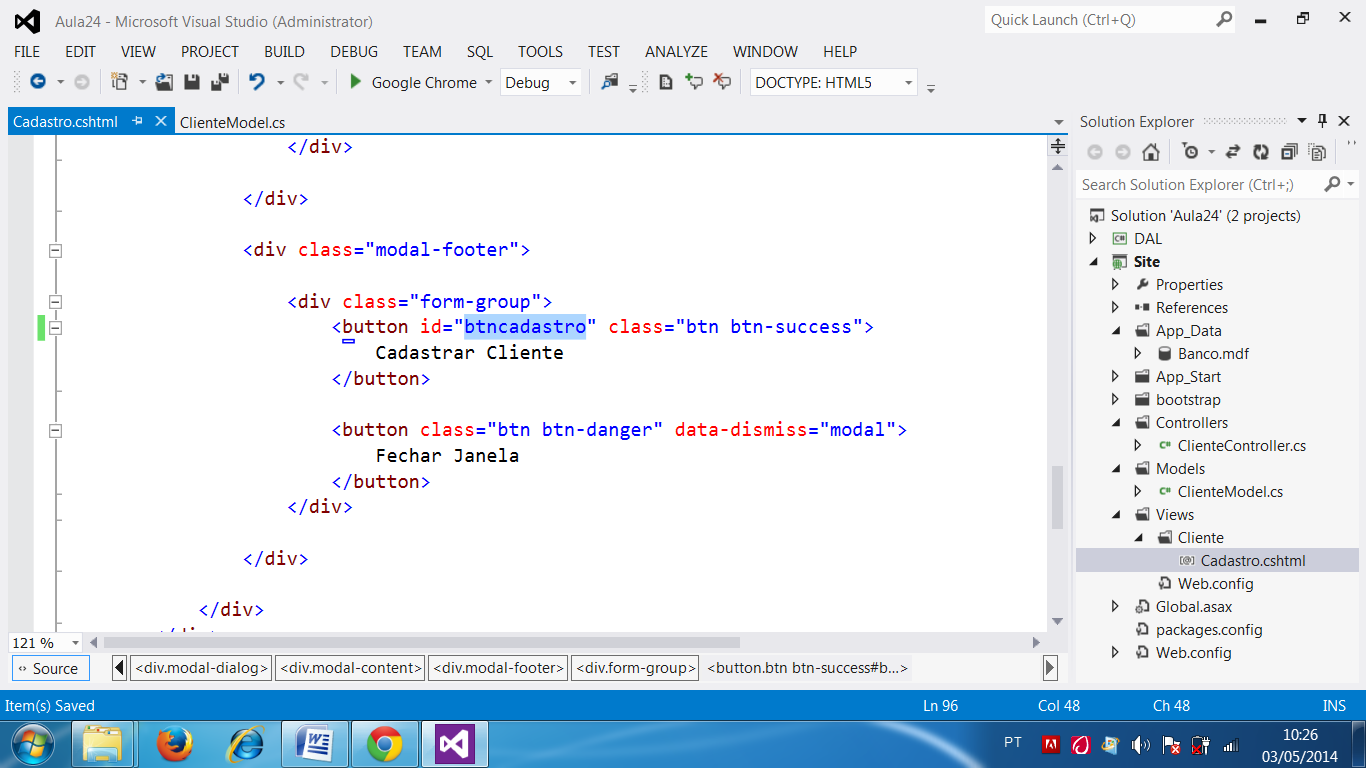 Aula24 - Microsoft Visual Studio (Administrator)
Quick Launch (Ctrl+Q)
FILE EDIT VIEW PROJECT BUILD DEBUG TEAM SQL TOOLS TEST ANALYZE WINDOW HELP
Google Chrome Debug DOCTYPE: HTML5
Cadastro.cshtml ClienteModel.cs
</div>
</div>
<div class="modal-footer">
<div class="form-group">
<button id="btncadastro" class="btn btn-success">
Cadastrar Cliente
</button>
<button class="btn btn-danger" data-dismiss="modal">
Fechar Janela
</button>
</div>
</div>
</div>
121 %
Source <div.modal-dialog> <div.modal-content> <div.modal-footer> <div.form-group> <button.btn btn-success#b...>
Solution Explorer
Search Solution Explorer (Ctrl+;)
Solution 'Aula24' (2 projects)
DAL
Site
Properties
References
App_Data
Banco.mdf
App_Start
bootstrap
Controllers
ClienteController.cs
Models
ClienteModel.cs
Views
Cliente
Cadastro.cshtml
Web.config
Global.asax
packages.config
Web.config
Item(s) Saved Ln 96 Col 48 Ch 48 INS
PT
10:26
03/05/2014